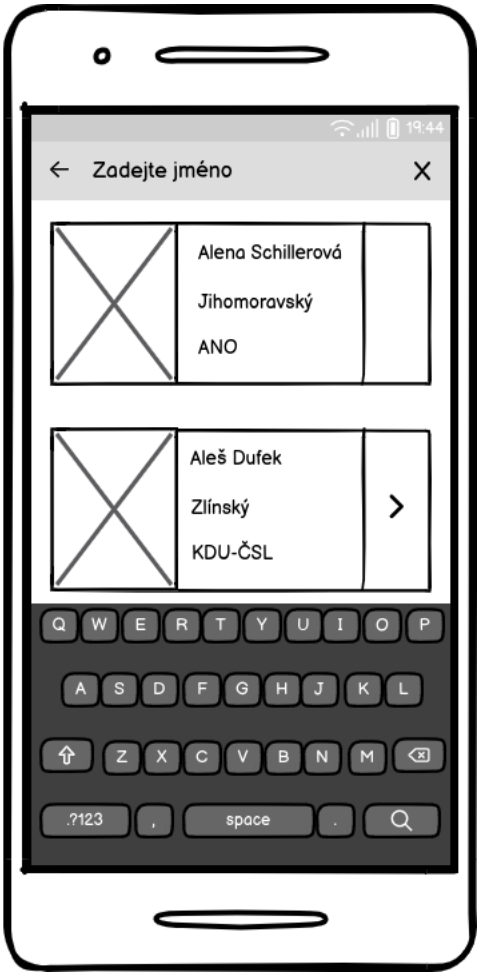 19:44
Zadejte jméno
Alena Schillerová
Jihomoravský
ANO
Aleš Dufek
Zlínský
KDU-ČSL
Q W E R T Y U I O P
A S D F G H J K L
Z X C V B N M
.?123 , space .